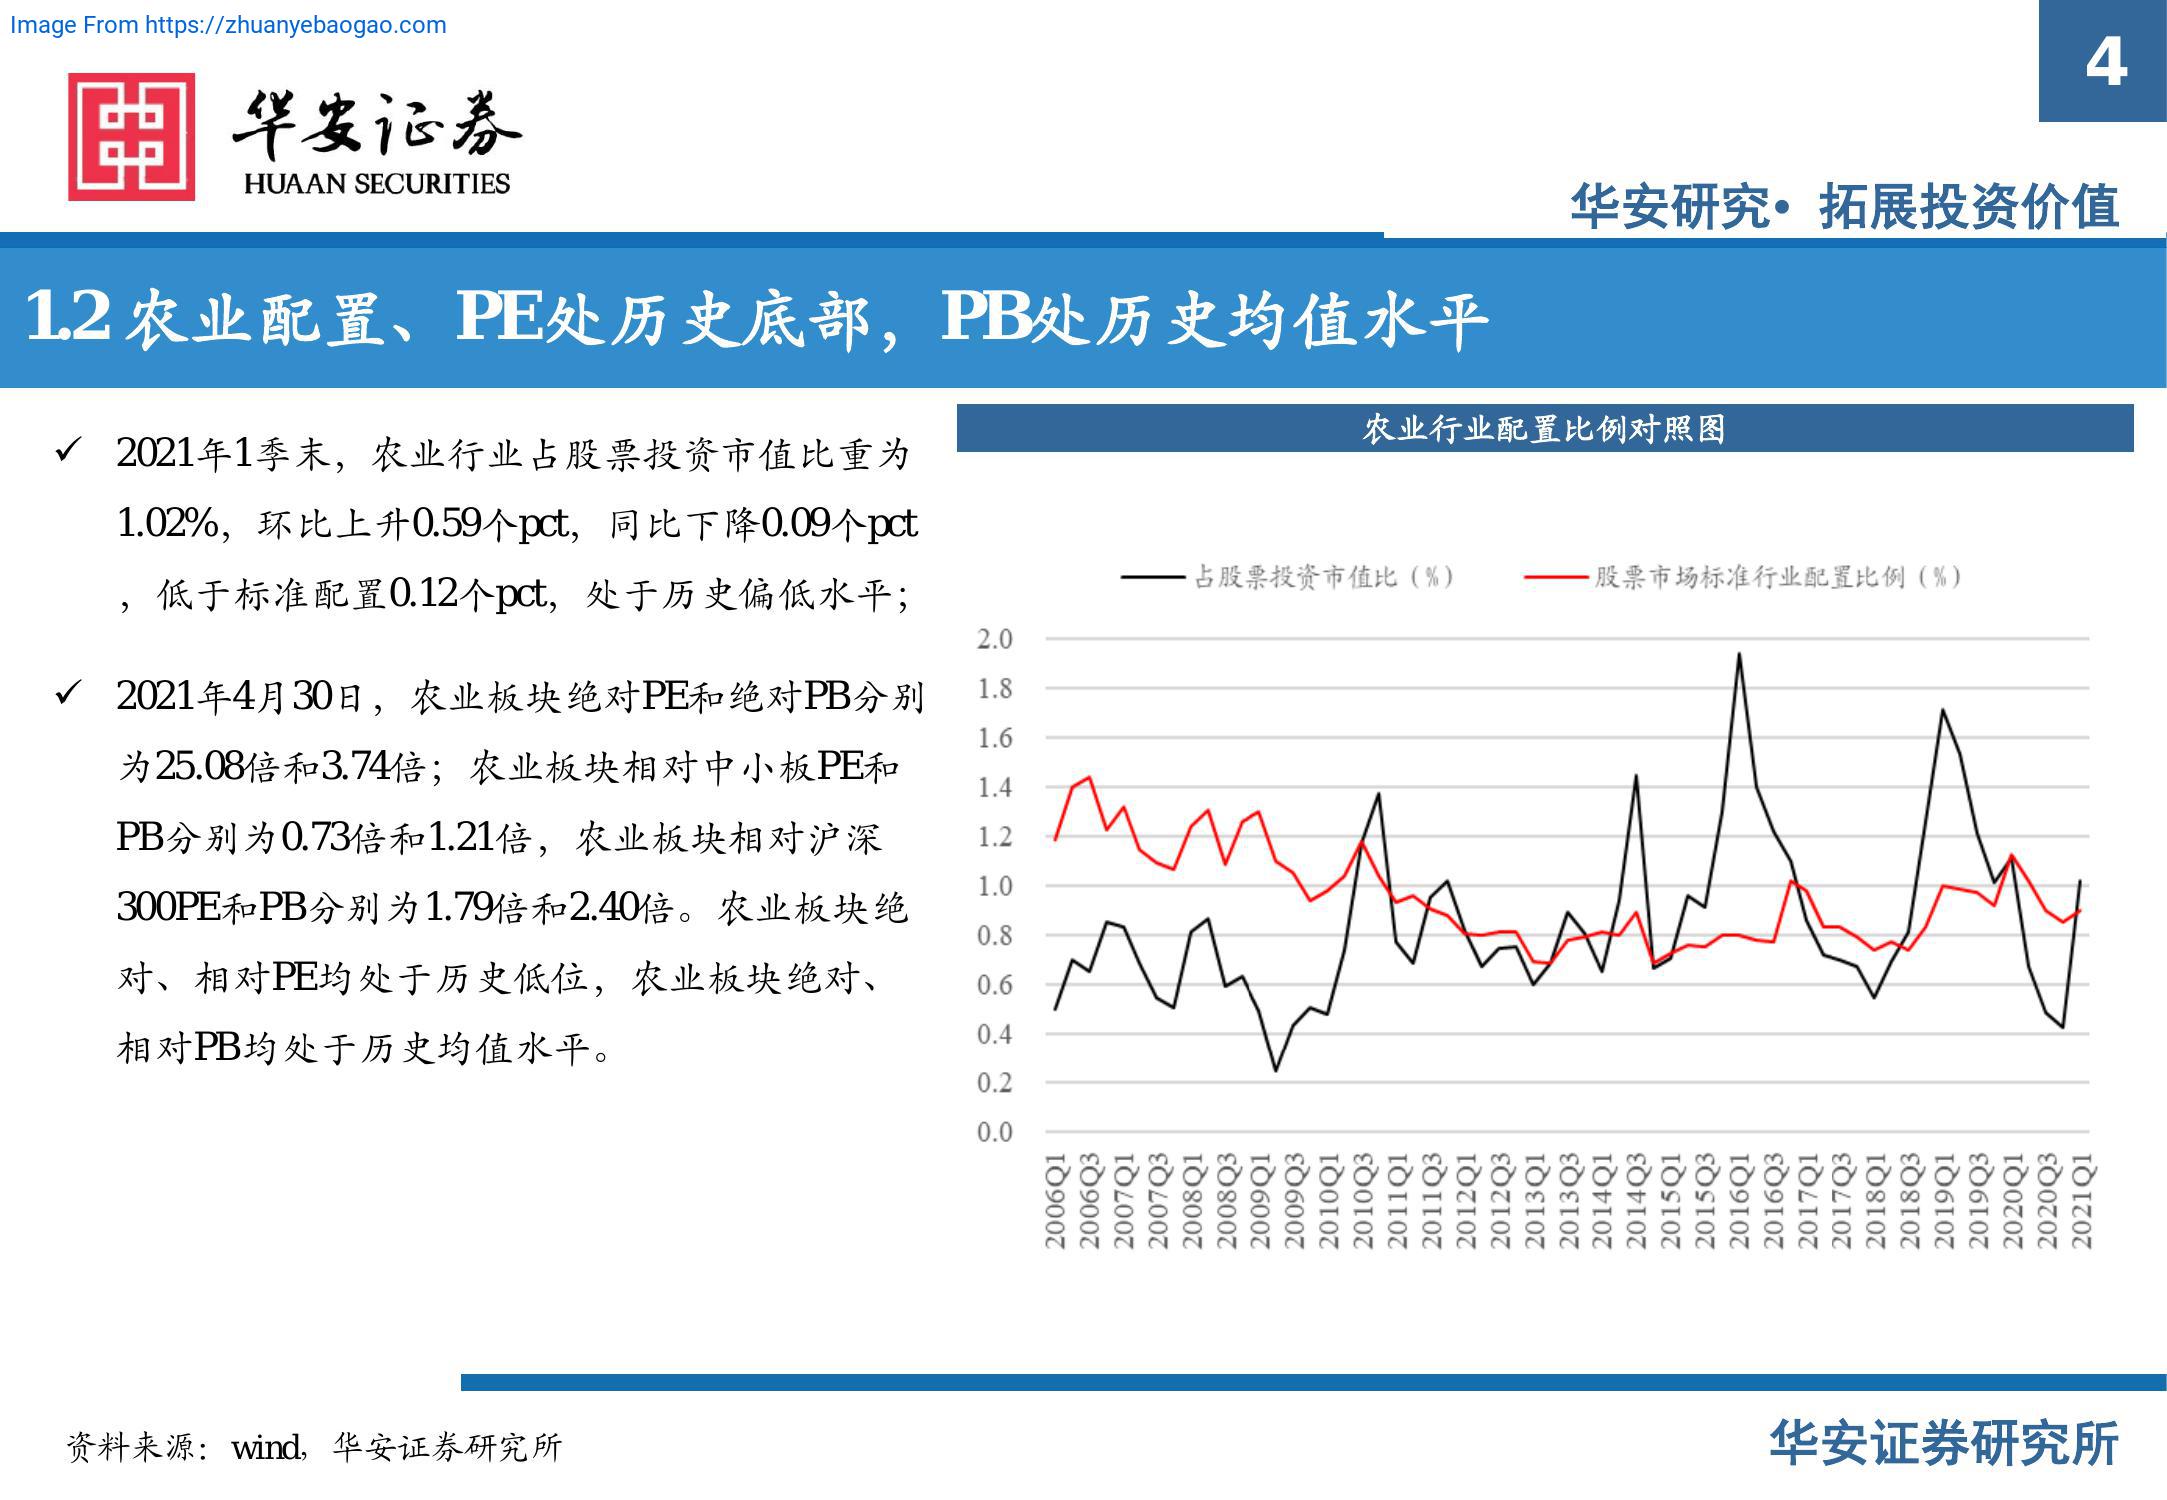 Image From https://zhuanyebaogao.com
4
华安证券
HUAAN SECURITIES
华安研究• 拓展投资价值
1.2 农业配置、PE处历史底部，PB处历史均值水平
✓ 2021年1季末，农业行业占股票投资市值比重为
1.02%，环比上升0.59个pct，同比下降0.09个pct
，低于标准配置0.12个pct，处于历史偏低水平；
✓ 2021年4月30日，农业板块绝对PE和绝对PB分别
为25.08倍和3.74倍；农业板块相对中小板PE和
PB分别为0.73倍和1.21倍，农业板块相对沪深
300PE和PB分别为1.79倍和2.40倍。农业板块绝
对、相对PE均处于历史低位，农业板块绝对、
相对PB均处于历史均值水平。
农业行业配置比例对照图
占股票投资市值比（%） 股票市场标准行业配置比例（%）
2.0
1.8
1.6
1.4
1.2
1.0
0.8
0.6
0.4
0.2
0.0
2006Q1 2006Q3 2007Q1 2007Q3 2008Q1 2008Q3 2009Q1 2009Q3 2010Q1 2010Q3 2011Q1 2011Q3 2012Q1 2012Q3 2013Q1 2013Q3 2014Q1 2014Q3 2015Q1 2015Q3 2016Q1 2016Q3 2017Q1 2017Q3 2018Q1 2018Q3 2019Q1 2019Q3 2020Q1 2020Q3 2021Q1
资料来源：wind，华安证券研究所
华安证券研究所